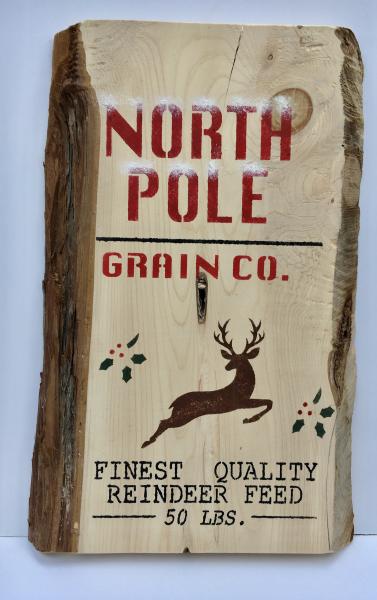 NORTH
POLE
GRAIN CO.
FINEST QUALITY
REINDEER FEED
50 LBS.